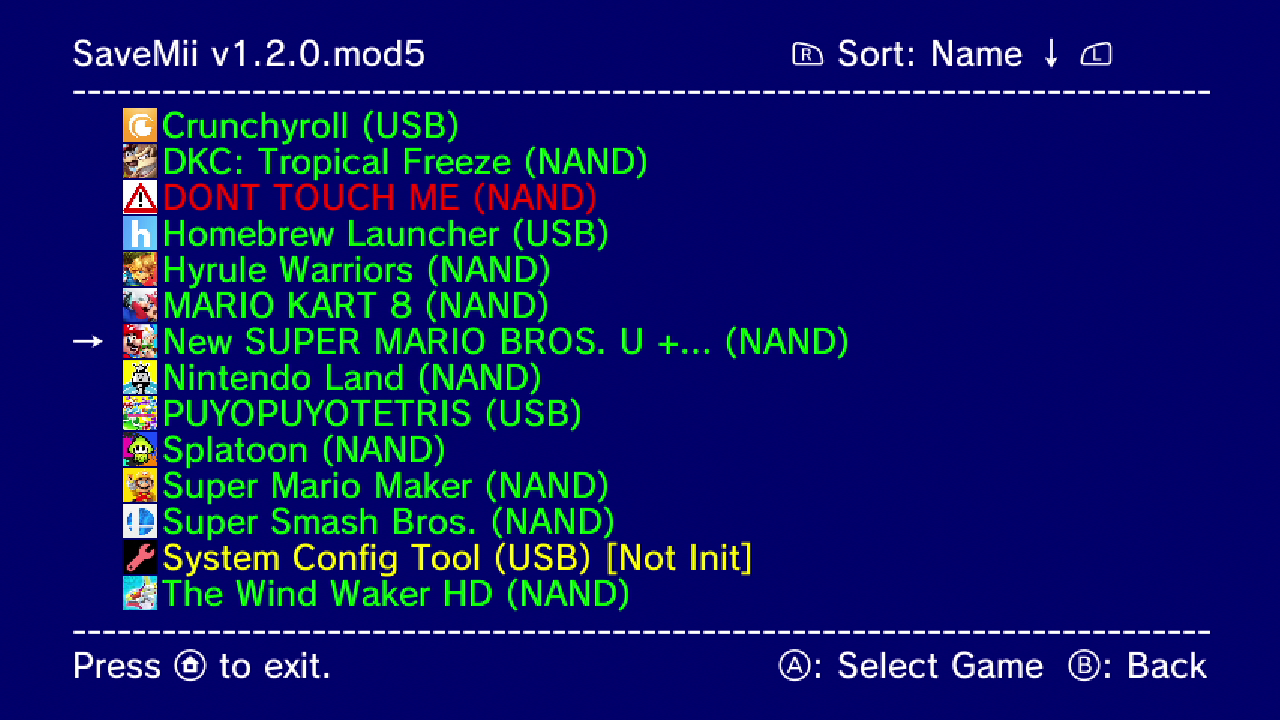 SaveMii v1.2.0.mod5 R Sort: Name ↓ L
--------------------------------------------------------------------------------
Crunchyroll (USB)
DKC: Tropical Freeze (NAND)
DONT TOUCH ME (NAND)
h Homebrew Launcher (USB)
Hyrule Warriors (NAND)
MARIO KART 8 (NAND)
→ New SUPER MARIO BROS. U +... (NAND)
Nintendo Land (NAND)
PUYOPUYOTETRIS (USB)
Splatoon (NAND)
Super Mario Maker (NAND)
Super Smash Bros. (NAND)
System Config Tool (USB) [Not Init]
The Wind Waker HD (NAND)
--------------------------------------------------------------------------------
Press to exit. Ⓐ: Select Game Ⓑ: Back